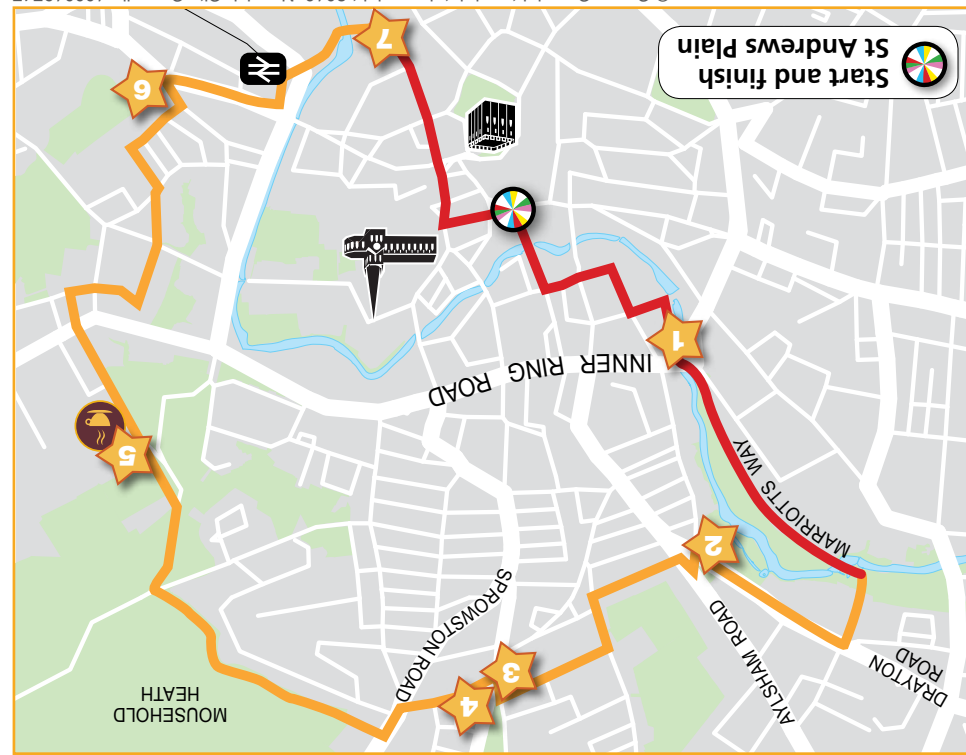 MOUSEHOLD
HEATH
DRAYTON
ROAD
AYLSHAM ROAD
4
3
SPROWSTON ROAD
2
MARRIOTTS WAY
5
INNER RING ROAD
1
6
Start and finish
St Andrews Plain
7